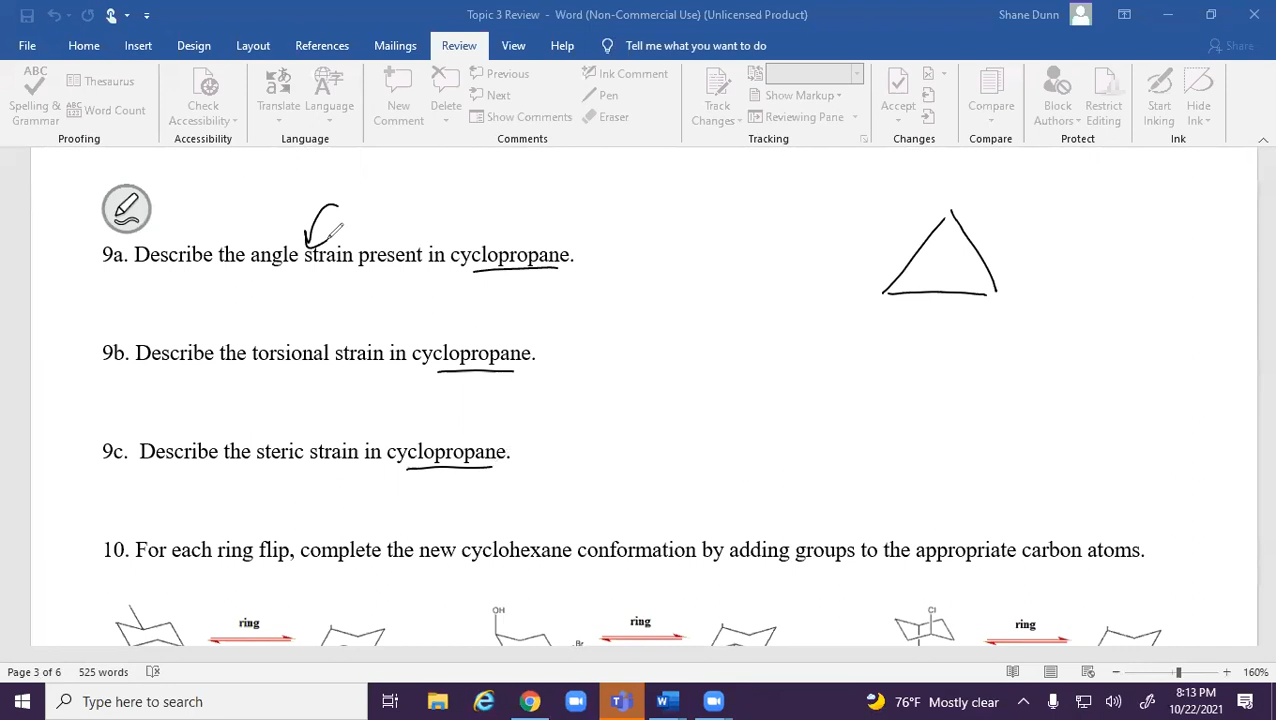 Topic 3 Review - Word (Non-Commercial Use) (Unlicensed Product)
Shane Dunn
File Home Insert Design Layout References Mailings Review View Help Tell me what you want to do Share
ABC
Spelling & Grammar
Thesaurus
ABC 123 Word Count
Proofing
Check Accessibility
Accessibility
Translate
Language
Language
New Comment
Delete
Previous
Next
Show Comments
Ink Comment
Pen
Eraser
Comments
Track Changes
Show Markup
Reviewing Pane
Tracking
Accept
Changes
Compare
Compare
Block Authors
Restrict Editing
Protect
Start Inking
Hide Ink
Ink
9a. Describe the angle strain present in cyclopropane.
9b. Describe the torsional strain in cyclopropane.
9c. Describe the steric strain in cyclopropane.
10. For each ring flip, complete the new cyclohexane conformation by adding groups to the appropriate carbon atoms.
ring
OH
Br
ring
Cl
ring
Page 3 of 6 525 words
160%
Type here to search
76°F Mostly clear
8:13 PM
10/22/2021